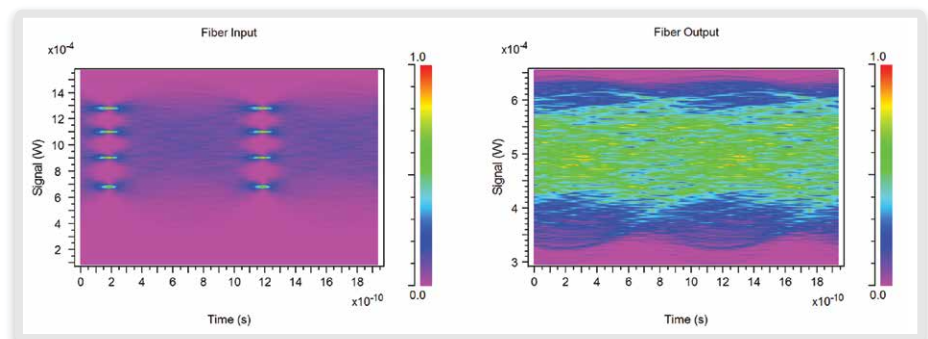 Fiber Input
x10-4
14
12
10
8
6
4
2
Signal (W)
0 2 4 6 8 10 12 14 16 18
x10-10
Time (s)
1.0
0.0
Fiber Output
x10-4
6
5
4
3
Signal (W)
0 2 4 6 8 10 12 14 16 18
x10-10
Time (s)
1.0
0.0